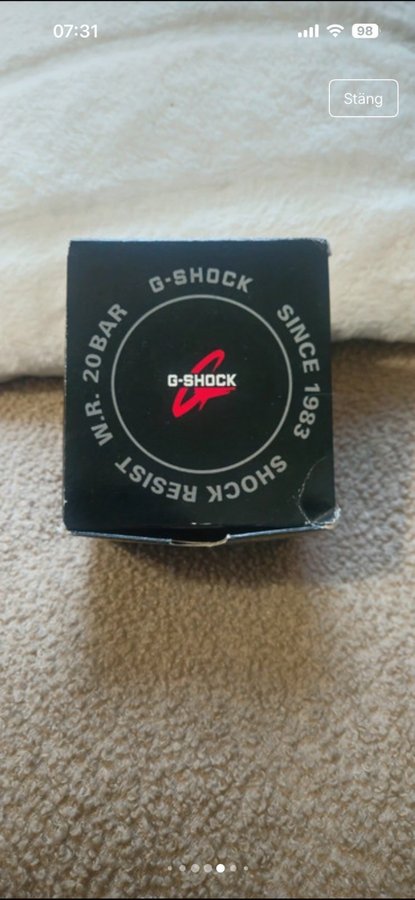 07:31
98
Stäng
G-SHOCK
SINCE 1983
SHOCK RESIST
W.R. 20BAR
G-SHOCK